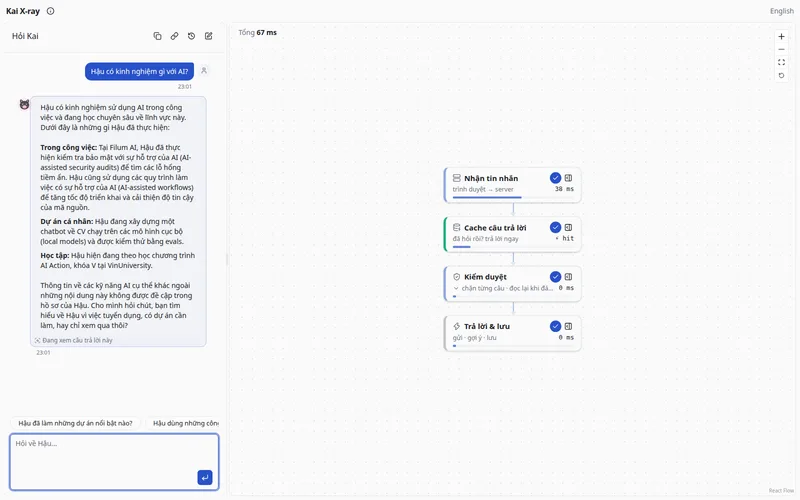 Kai X-ray
English
Hỏi Kai
Tổng 67 ms
Hậu có kinh nghiệm gì với AI?
23:01
Hậu có kinh nghiệm sử dụng AI trong công
việc và đang học chuyên sâu về lĩnh vực này.
Dưới đây là những gì Hậu đã thực hiện:
Trong công việc: Tại Filum AI, Hậu đã thực
hiện kiểm tra bảo mật với sự hỗ trợ của AI (AI-
assisted security audits) để tìm các lỗ hổng
tiềm ẩn. Hậu cũng sử dụng các quy trình làm
việc có sự hỗ trợ của AI (AI-assisted workflows)
để tăng tốc độ triển khai và cải thiện độ tin cậy
của mã nguồn.
Dự án cá nhân: Hậu đang xây dựng một
chatbot về CV chạy trên các mô hình cục bộ
(local models) và được kiểm thử bằng evals.
Học tập: Hậu hiện đang theo học chương trình
AI Action, khóa V tại VinUniversity.
Thông tin về các kỹ năng AI cụ thể khác ngoài
những nội dung này không được đề cập trong
hồ sơ của Hậu. Cho mình hỏi chút, bạn tìm
hiểu về Hậu vì việc tuyển dụng, có dự án cần
làm, hay chỉ xem qua thôi?
Đang xem câu trả lời này
23:01
Hậu đã làm những dự án nổi bật nào?
Hậu dùng những côn
Hỏi về Hậu...
Nhận tin nhắn
trình duyệt → server
38 ms
Cache câu trả lời
đã hỏi rồi? trả lời ngay
hit
Kiểm duyệt
chặn từng câu · đọc lại khi đầ...
0 ms
Trả lời & lưu
gửi · gợi ý · lưu
0 ms
React Flow